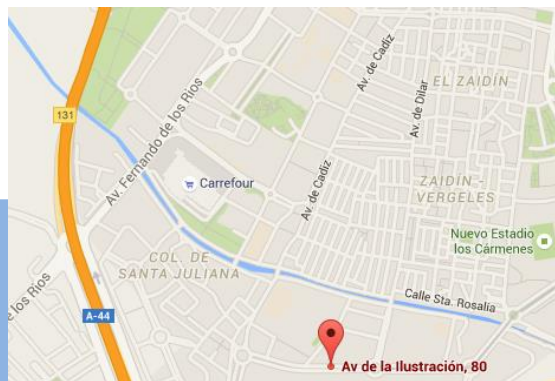 Av. de Cadiz
EL ZAIDÍN
Av. de Dilar
131
Av. Fernando de los Rios
Carrefour
Av. de Cadiz
ZAIDÍN -
VERGELES
Nuevo Estadio
los Cármenes
COL. DE
SANTA JULIANA
Calle Sta. Rosalía
de los Rios
A-44
Av de la Ilustración, 80